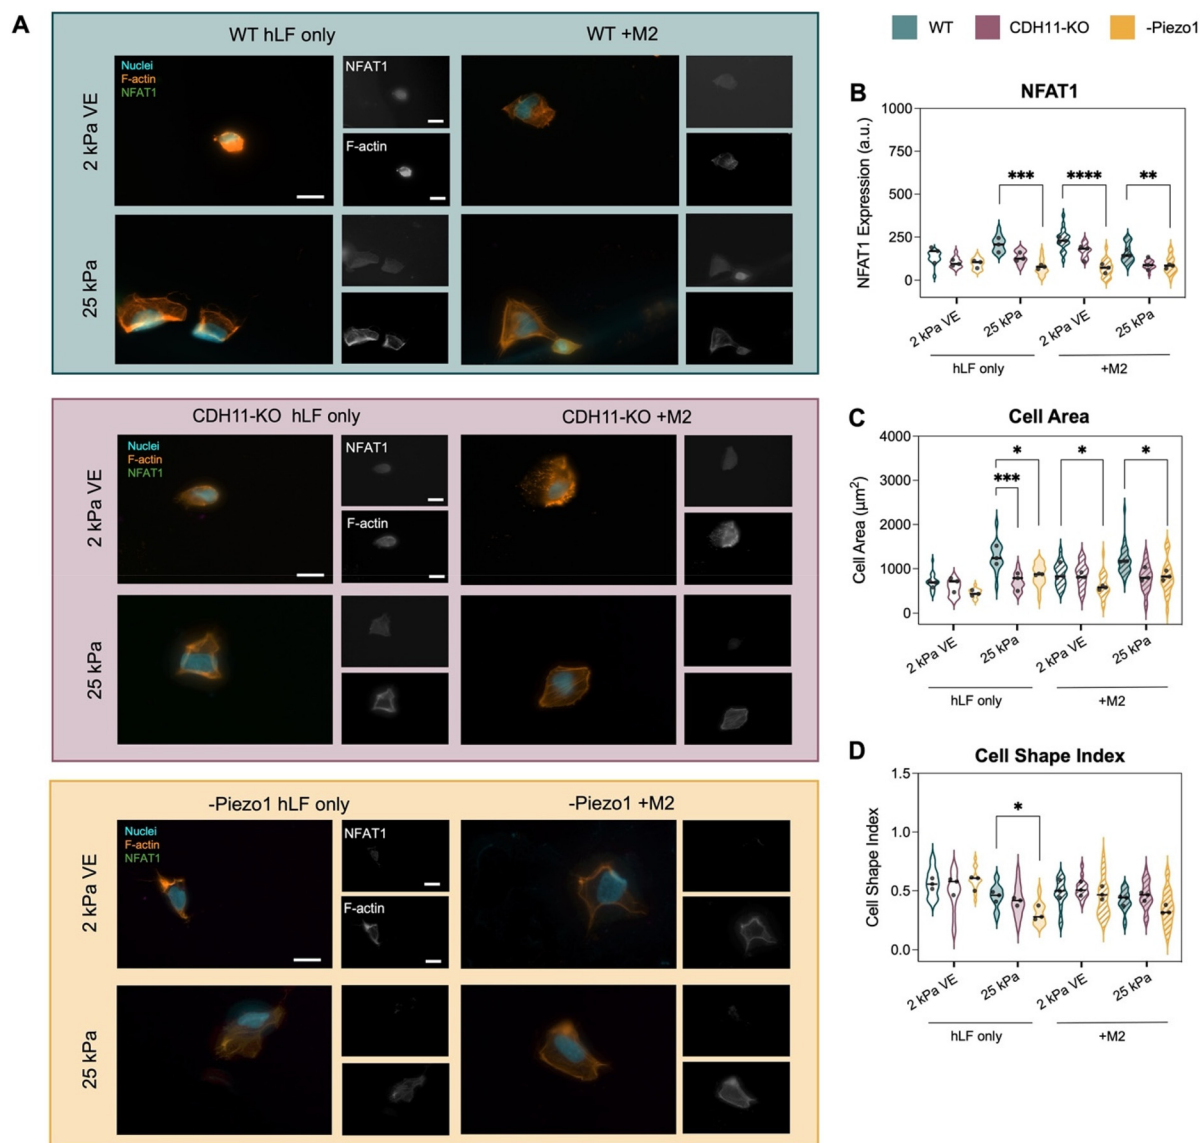 A
WT hLF only
WT +M2
2 kPa VE
Nuclei
F-actin
NFAT1
NFAT1
F-actin
25 kPa
CDH11-KO hLF only
CDH11-KO +M2
2 kPa VE
Nuclei
F-actin
NFAT1
NFAT1
F-actin
25 kPa
-Piezo1 hLF only
-Piezo1 +M2
2 kPa VE
Nuclei
F-actin
NFAT1
NFAT1
F-actin
25 kPa
WT CDH11-KO -Piezo1
B
NFAT1
NFAT1 Expression (a.u.)
1000
750
500
250
0
*** **** **
2 kPa VE 25 kPa 2 kPa VE 25 kPa
hLF only +M2
C
Cell Area
Cell Area (µm²)
4000
3000
2000
1000
0
* * *
***
2 kPa VE 25 kPa 2 kPa VE 25 kPa
hLF only +M2
D
Cell Shape Index
Cell Shape Index
1.5
1.0
0.5
0.0
*
2 kPa VE 25 kPa 2 kPa VE 25 kPa
hLF only +M2